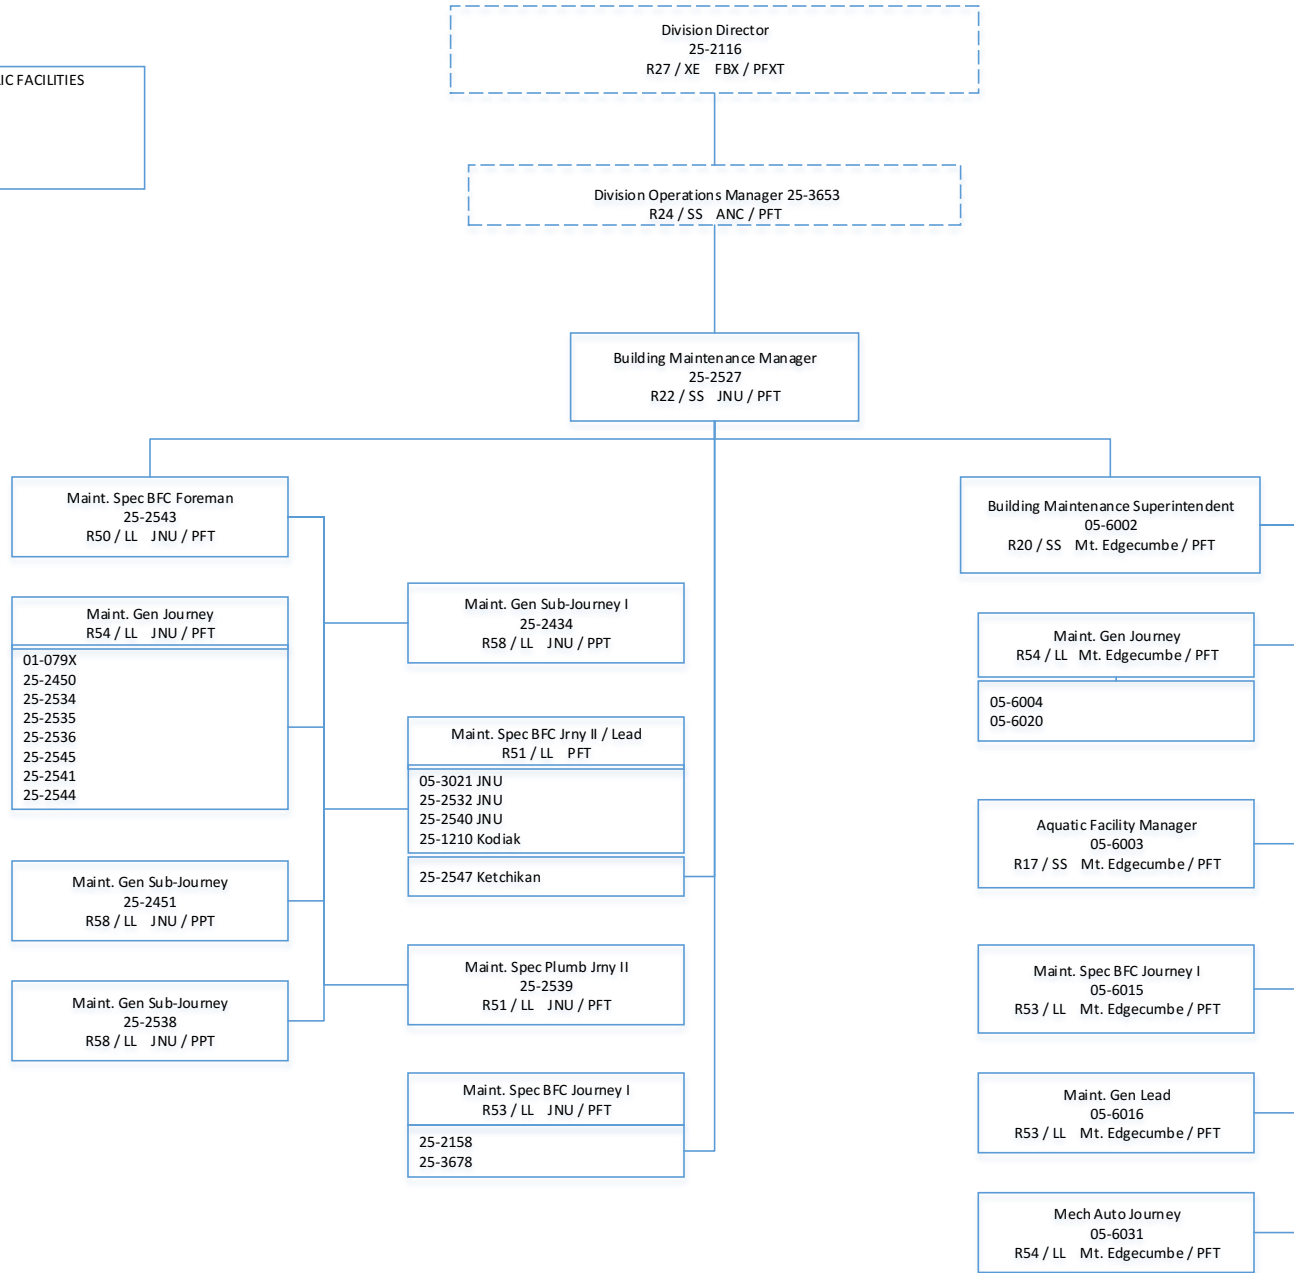 Division Director
25-2116
R27 / XE FBX / PFXT
IC FACILITIES
Division Operations Manager 25-3653
R24 / SS ANC / PFT
Building Maintenance Manager
25-2527
R22 / SS JNU / PFT
Maint. Spec BFC Foreman
25-2543
R50 / LL JNU / PFT
Maint. Gen Journey
R54 / LL JNU / PFT
01-079X
25-2450
25-2534
25-2535
25-2536
25-2545
25-2541
25-2544
Maint. Gen Sub-Journey
25-2451
R58 / LL JNU / PPT
Maint. Gen Sub-Journey
25-2538
R58 / LL JNU / PPT
Maint. Gen Sub-Journey I
25-2434
R58 / LL JNU / PPT
Maint. Spec BFC Jrny II / Lead
R51 / LL PFT
05-3021 JNU
25-2532 JNU
25-2540 JNU
25-1210 Kodiak
25-2547 Ketchikan
Maint. Spec Plumb Jrny II
25-2539
R51 / LL JNU / PFT
Maint. Spec BFC Journey I
R53 / LL JNU / PFT
25-2158
25-3678
Building Maintenance Superintendent
05-6002
R20 / SS Mt. Edgecumbe / PFT
Maint. Gen Journey
R54 / LL Mt. Edgecumbe / PFT
05-6004
05-6020
Aquatic Facility Manager
05-6003
R17 / SS Mt. Edgecumbe / PFT
Maint. Spec BFC Journey I
05-6015
R53 / LL Mt. Edgecumbe / PFT
Maint. Gen Lead
05-6016
R53 / LL Mt. Edgecumbe / PFT
Mech Auto Journey
05-6031
R54 / LL Mt. Edgecumbe / PFT